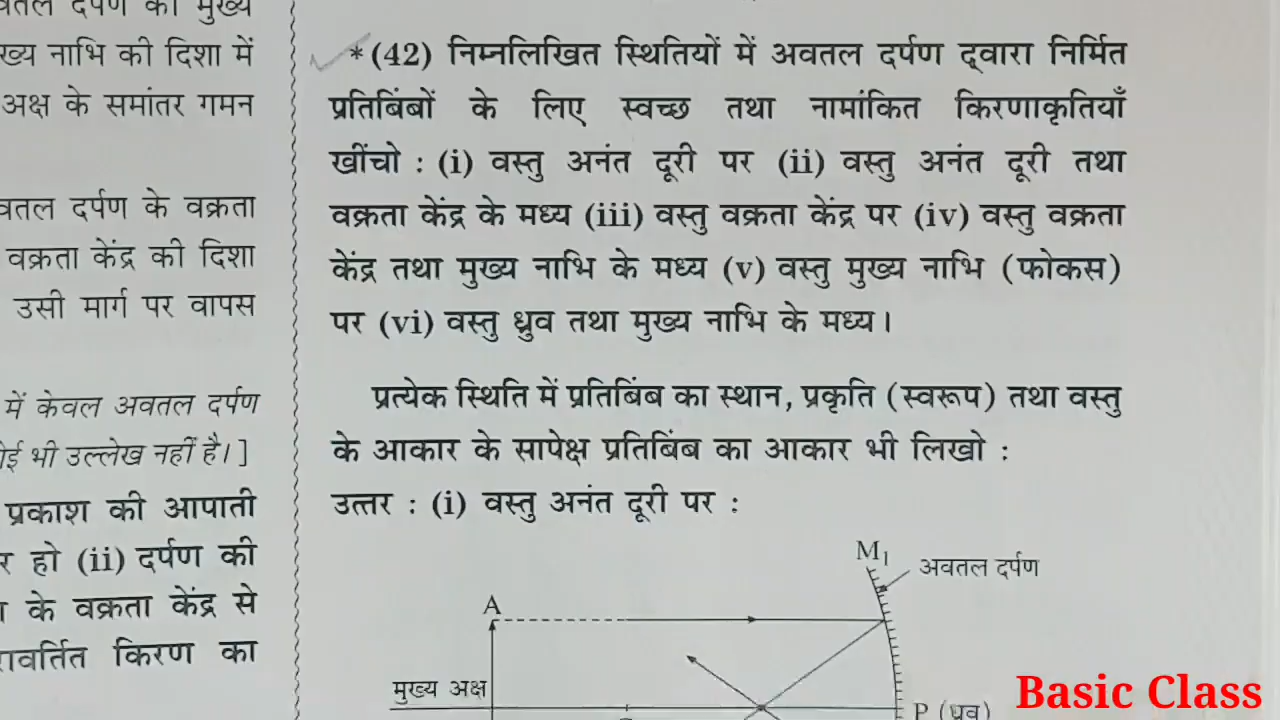 वतल दर्पण की मुख्य
ख्य नाभि की दिशा में
अक्ष के समांतर गमन
वतल दर्पण के वक्रता
वक्रता केंद्र की दिशा
उसी मार्ग पर वापस
में केवल अवतल दर्पण
ोई भी उल्लेख नहीं है। ]
प्रकाश की आपाती
र हो (ii) दर्पण की
के वक्रता केंद्र से
रावर्तित किरण का
*(42) निम्नलिखित स्थितियों में अवतल दर्पण द्‌वारा निर्मित
प्रतिबिंबों के लिए स्वच्छ तथा नामांकित किरणाकृतियाँ
खींचो : (i) वस्तु अनंत दूरी पर (ii) वस्तु अनंत दूरी तथा
वक्रता केंद्र के मध्य (iii) वस्तु वक्रता केंद्र पर (iv) वस्तु वक्रता
केंद्र तथा मुख्य नाभि के मध्य (v) वस्तु मुख्य नाभि (फोकस)
पर (vi) वस्तु ध्रुव तथा मुख्य नाभि के मध्य।
प्रत्येक स्थिति में प्रतिबिंब का स्थान, प्रकृति (स्वरूप) तथा वस्तु
के आकार के सापेक्ष प्रतिबिंब का आकार भी लिखो :
उत्तर : (i) वस्तु अनंत दूरी पर :
M1
अवतल दर्पण
A
मुख्य अक्ष
P (ध्रुव)
Basic Class